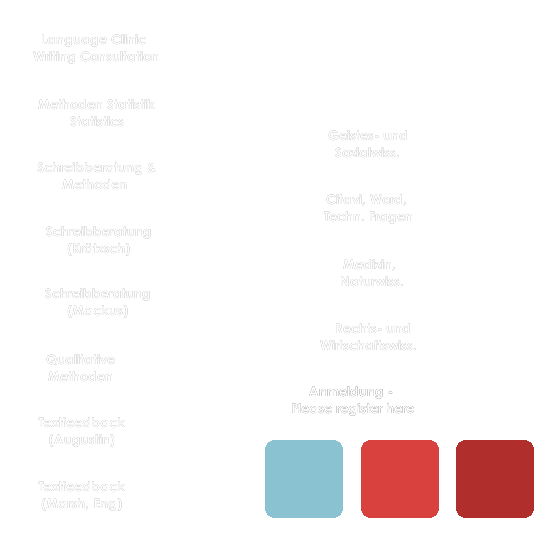 Language Clinic
Writing Consultation
Methoden Statistik
Statistics
Schreibberatung &
Methoden
Schreibberatung
(Krötzsch)
Schreibberatung
(Mackus)
Qualitative
Methoden
Textfeedback
(Augustin)
Textfeedback
(Marsh, Eng)
Geistes- und
Sozialwiss.
Citavi, Word,
Techn. Fragen
Medizin,
Naturwiss.
Rechts- und
Wirtschaftswiss.
Anmeldung -
Please register here